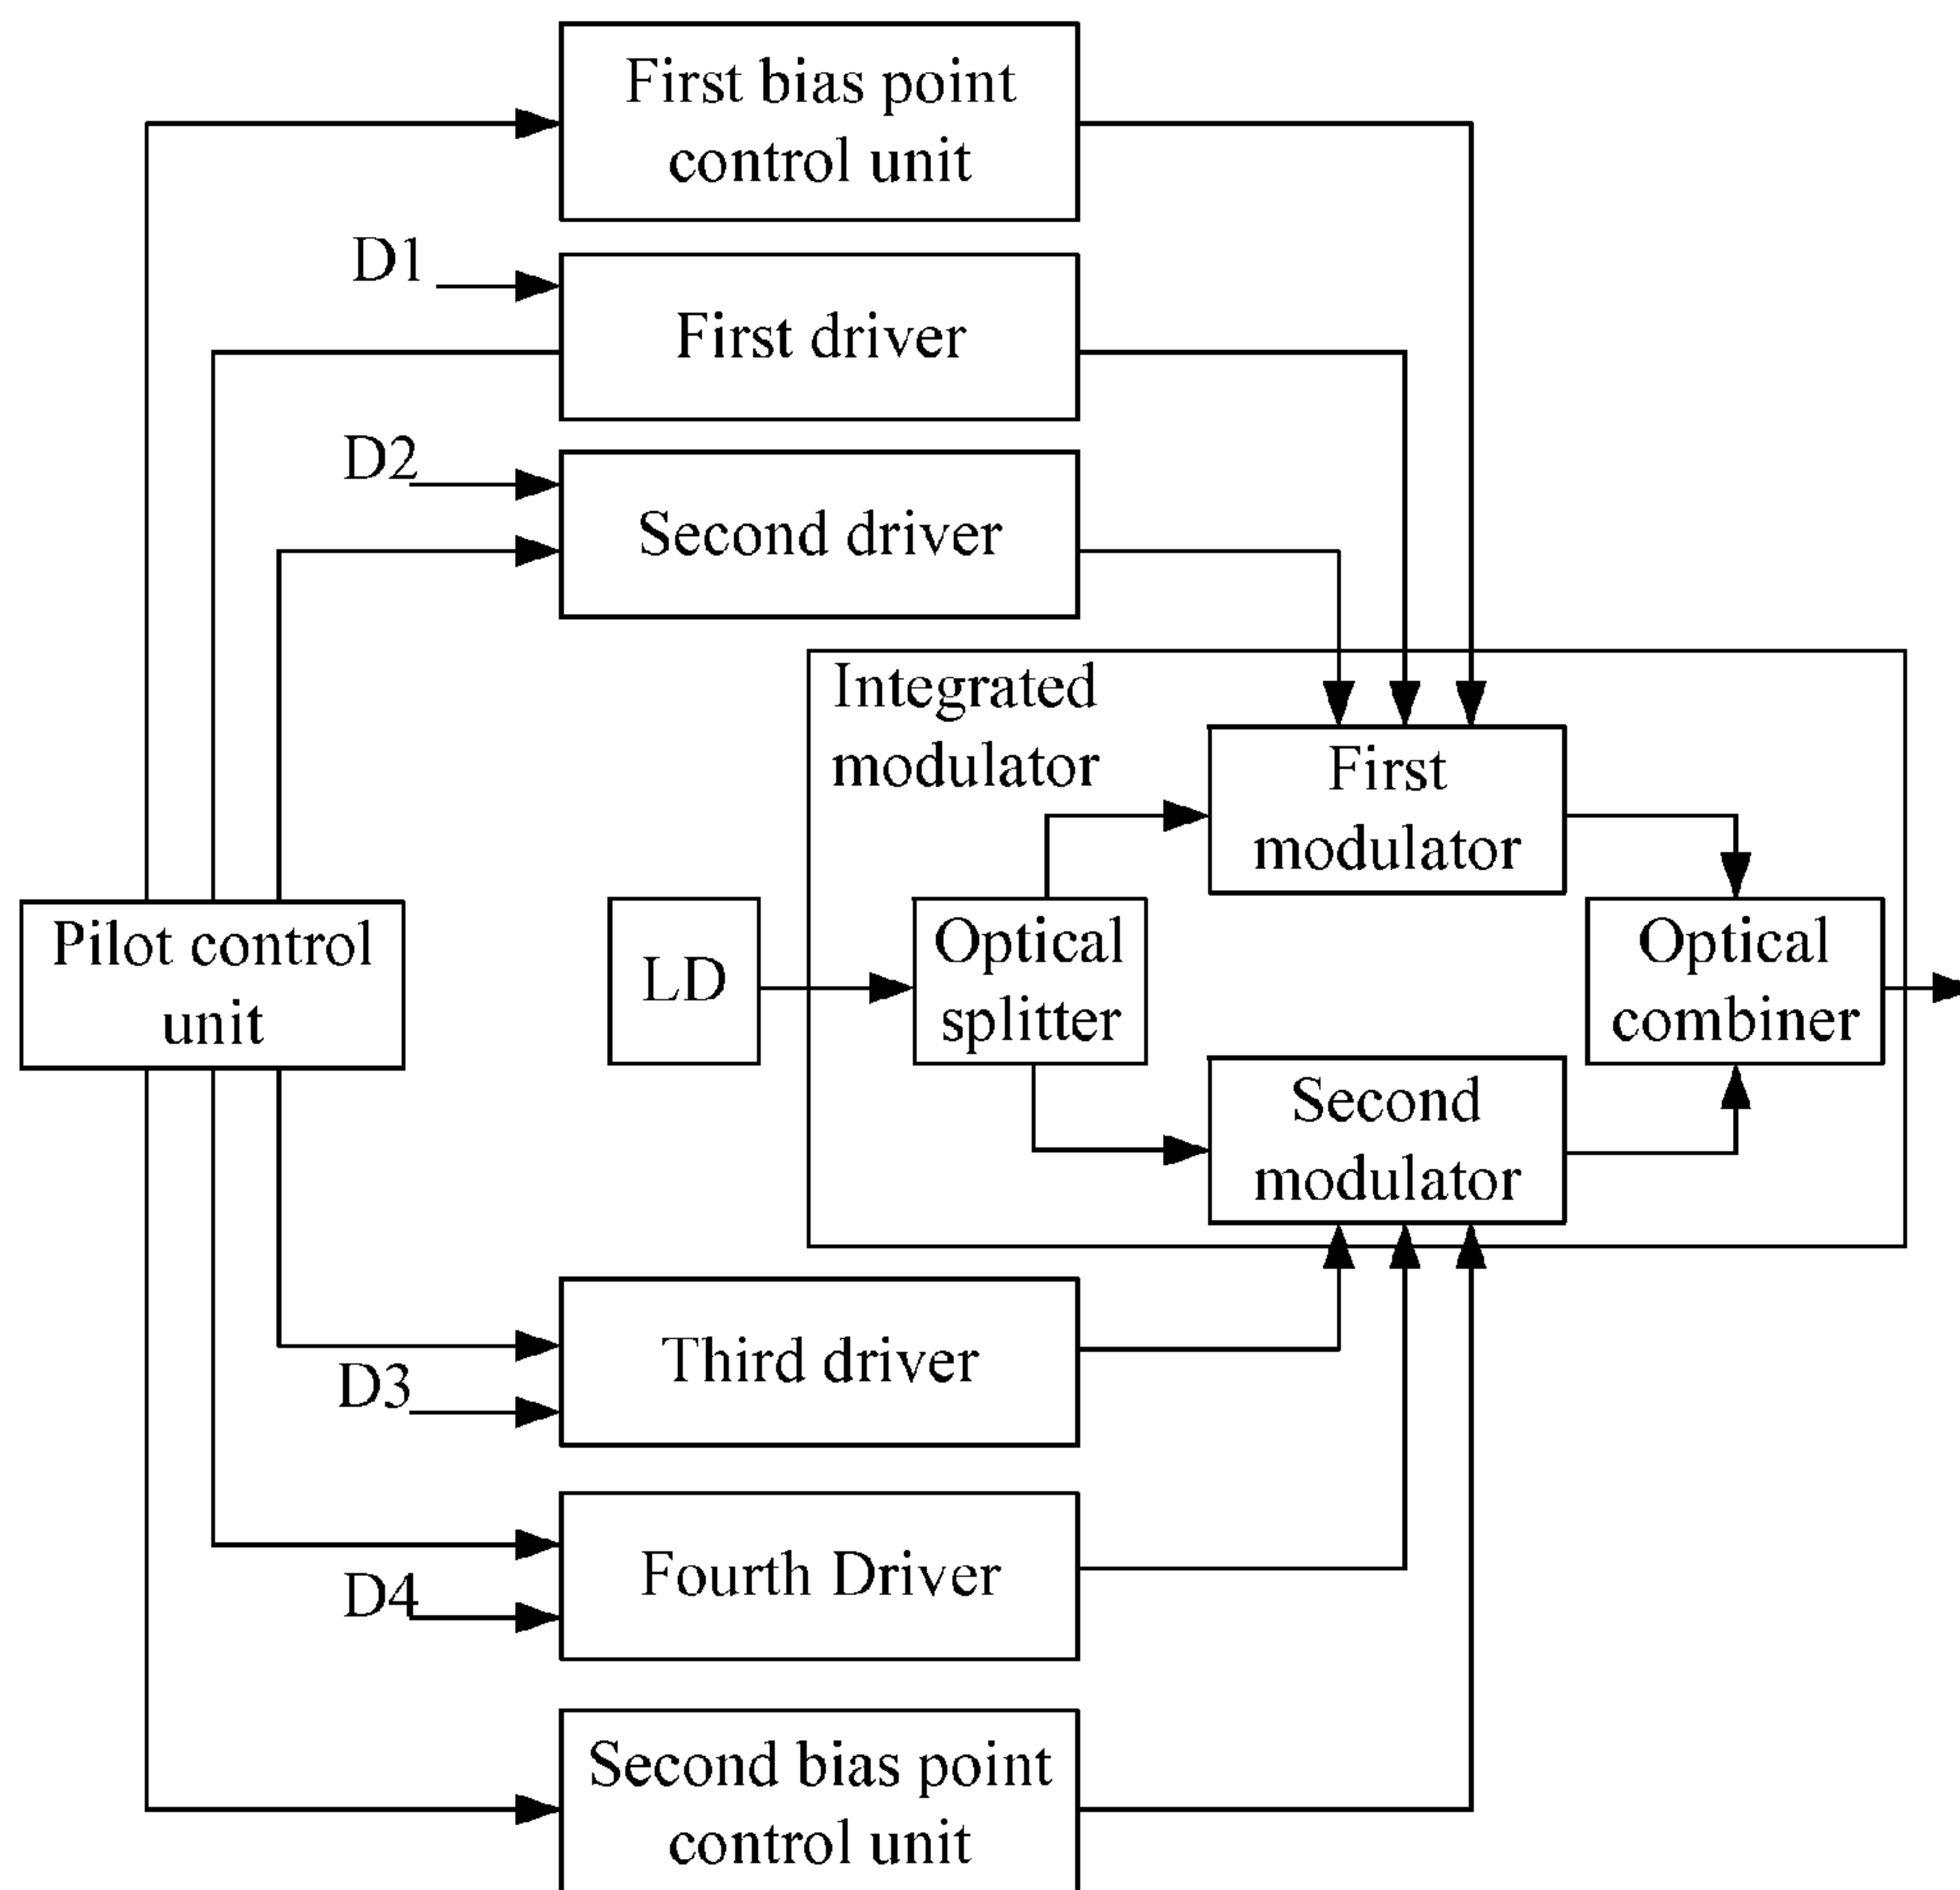 First bias point
control unit
D1
First driver
D2
Second driver
Integrated
modulator
First
modulator
Pilot control
unit
LD
Optical
splitter
Optical
combiner
Second
modulator
Third driver
D3
Fourth Driver
D4
Second bias point
control unit